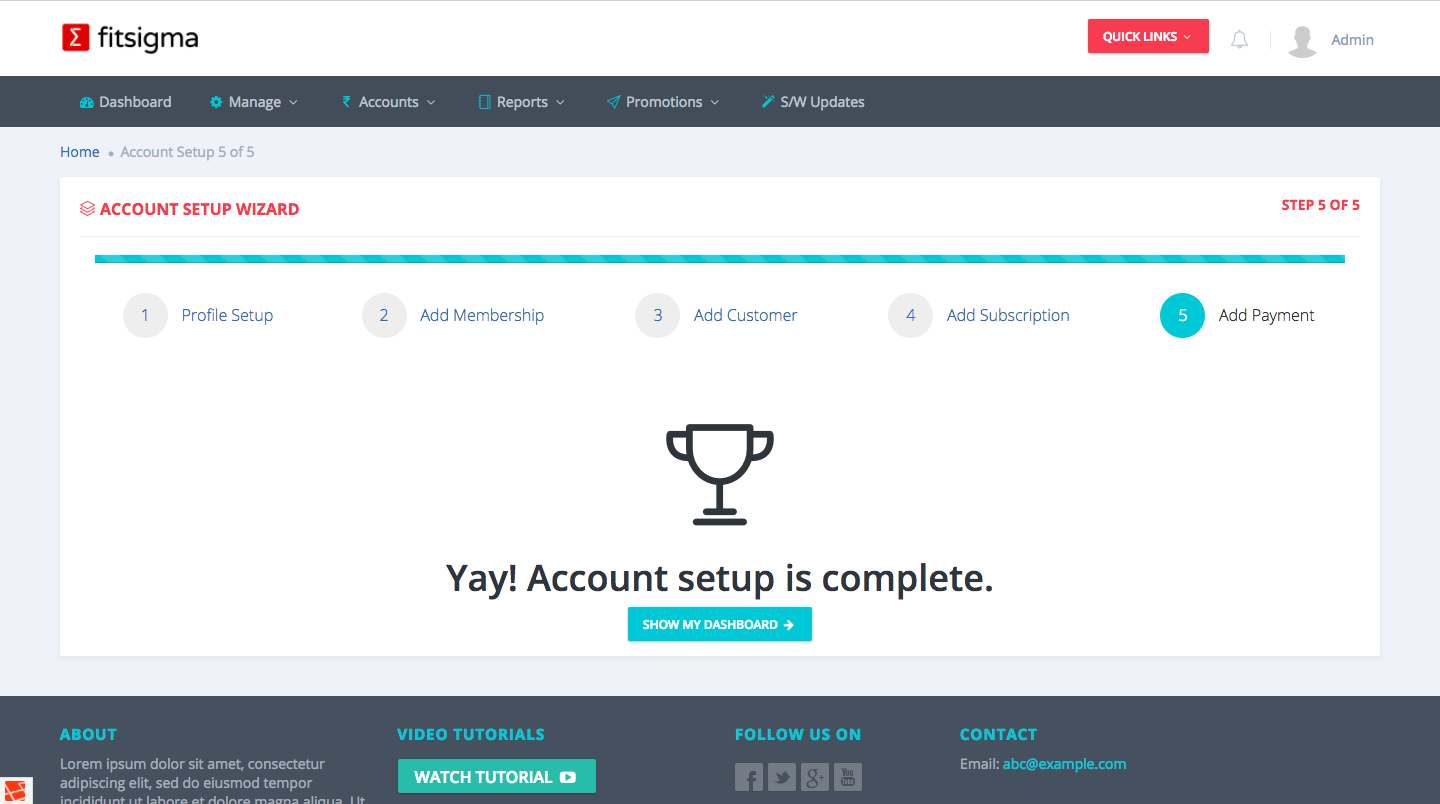 Σ fitsigma
QUICK LINKS
Admin
Dashboard Manage Accounts Reports Promotions S/W Updates
Home Account Setup 5 of 5
ACCOUNT SETUP WIZARD
STEP 5 OF 5
1 Profile Setup 2 Add Membership 3 Add Customer 4 Add Subscription 5 Add Payment
Yay! Account setup is complete.
SHOW MY DASHBOARD
ABOUT
Lorem ipsum dolor sit amet, consectetur
adipiscing elit, sed do eiusmod tempor
incididunt ut labore et dolore magna aliqua. Ut
VIDEO TUTORIALS
WATCH TUTORIAL
FOLLOW US ON
f g+ You Tube
CONTACT
Email: abc@example.com